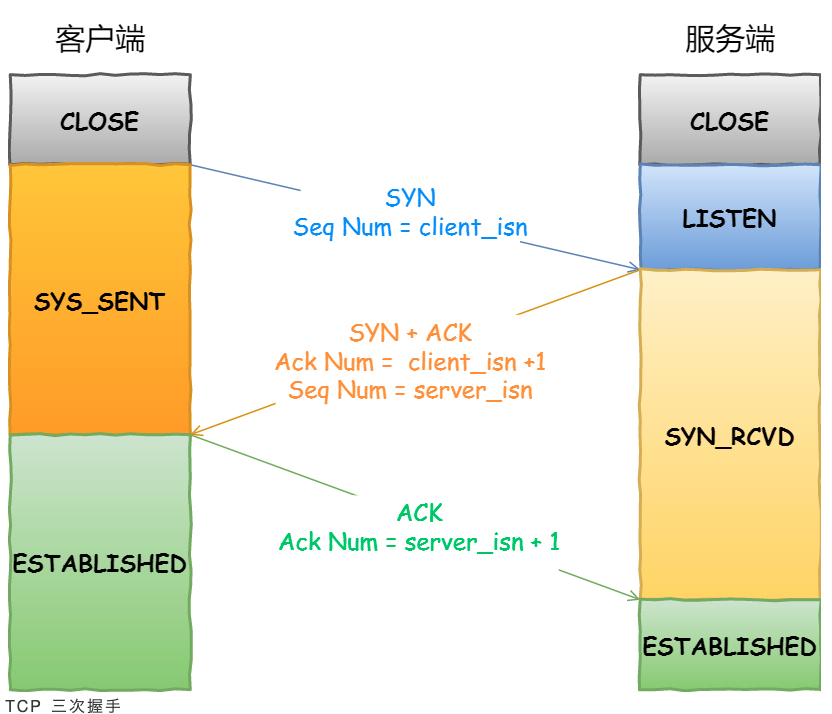 客户端
服务端
CLOSE
CLOSE
SYN
Seq Num = client_isn
LISTEN
SYS_SENT
SYN + ACK
Ack Num = client_isn +1
Seq Num = server_isn
SYN_RCVD
ACK
Ack Num = server_isn + 1
ESTABLISHED
ESTABLISHED
TCP 三次握手